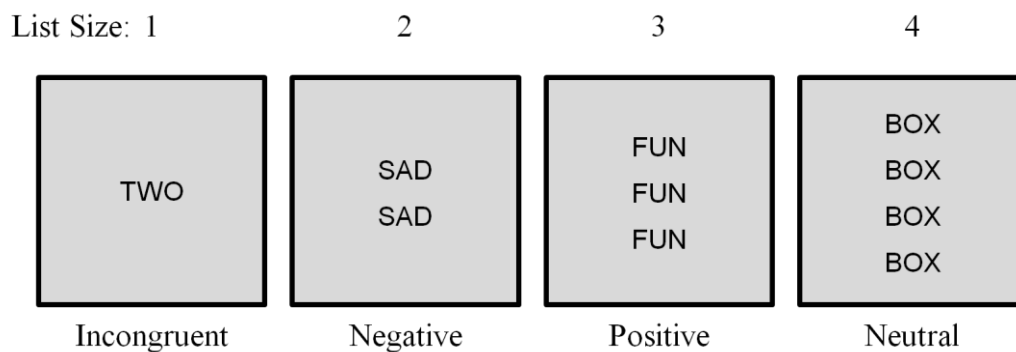 List Size: 1 2 3 4
TWO
SAD
SAD
FUN
FUN
FUN
BOX
BOX
BOX
BOX
Incongruent Negative Positive Neutral